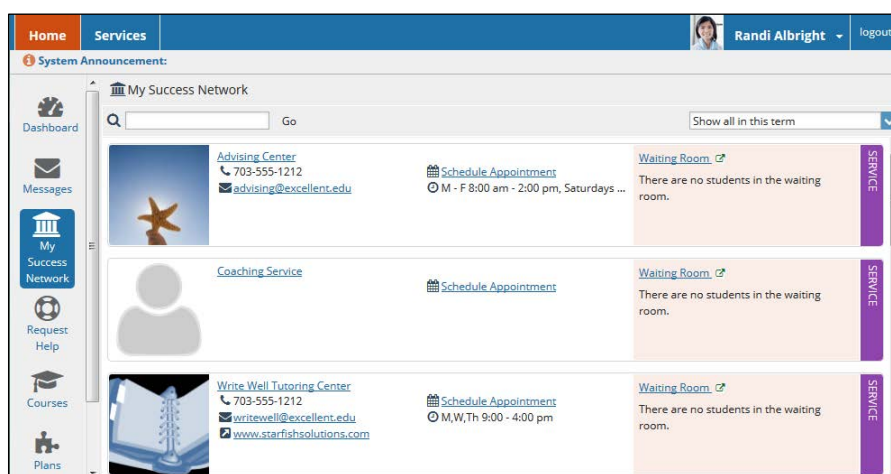 Home
Services
Randi Albright
logout
System Announcement:
Dashboard
Messages
My
Success
Network
Request
Help
Courses
Plans
My Success Network
Go
Show all in this term
Advising Center
703-555-1212
advising@excellent.edu
Schedule Appointment
M - F 8:00 am - 2:00 pm, Saturdays ...
Waiting Room
There are no students in the waiting
room.
SERVICE
Coaching Service
Schedule Appointment
Waiting Room
There are no students in the waiting
room.
SERVICE
Write Well Tutoring Center
703-555-1212
writewell@excellent.edu
www.starfishsolutions.com
Schedule Appointment
M,W,Th 9:00 - 4:00 pm
Waiting Room
There are no students in the waiting
room.
SERVICE